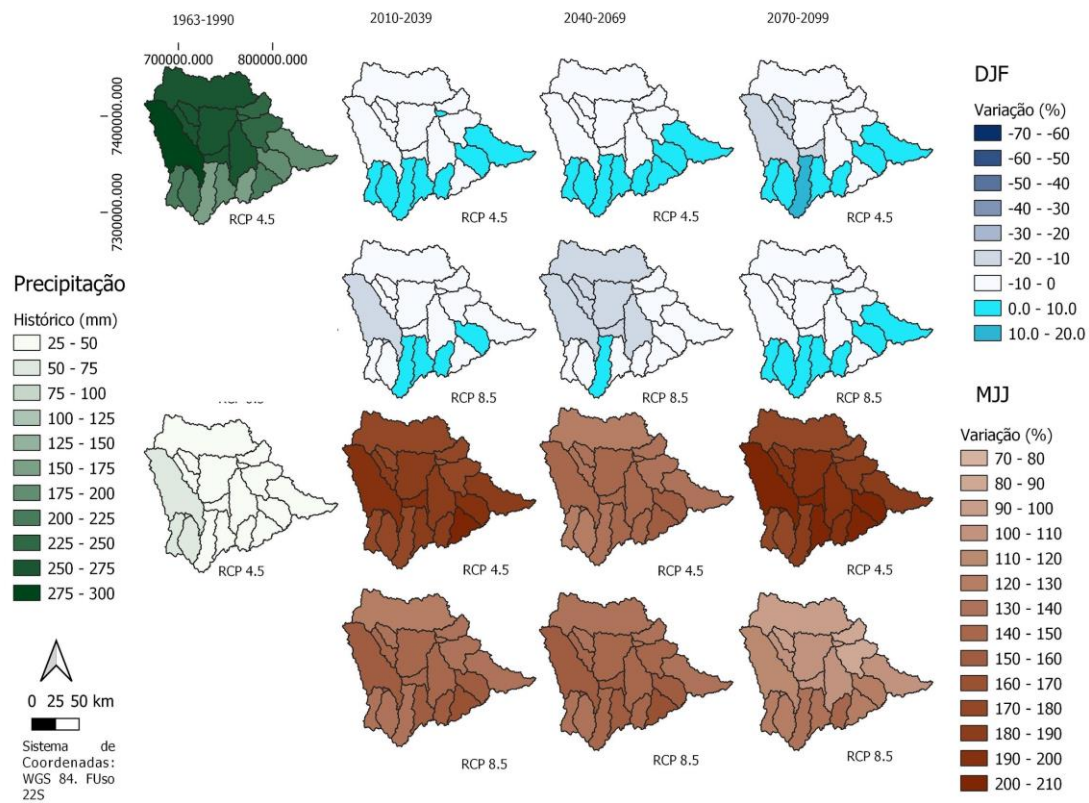 1963-1990
2010-2039
2040-2069
2070-2099
700000.000 800000.000
7400000.000
7300000.000
RCP 4.5
RCP 4.5
RCP 4.5
RCP 4.5
DJF
Variação (%)
-70 - -60
-60 - -50
-50 - -40
-40 - -30
-30 - -20
-20 - -10
-10 - 0
0.0 - 10.0
10.0 - 20.0
RCP 8.5
RCP 8.5
RCP 8.5
Precipitação
Histórico (mm)
25 - 50
50 - 75
75 - 100
100 - 125
125 - 150
150 - 175
175 - 200
200 - 225
225 - 250
250 - 275
275 - 300
RCP 4.5
RCP 4.5
RCP 4.5
RCP 4.5
MJJ
Variação (%)
70 - 80
80 - 90
90 - 100
100 - 110
110 - 120
120 - 130
130 - 140
140 - 150
150 - 160
160 - 170
170 - 180
180 - 190
190 - 200
200 - 210
RCP 8.5
RCP 8.5
RCP 8.5
0 25 50 km
Sistema de
Coordenadas:
WGS 84. FUso
22S